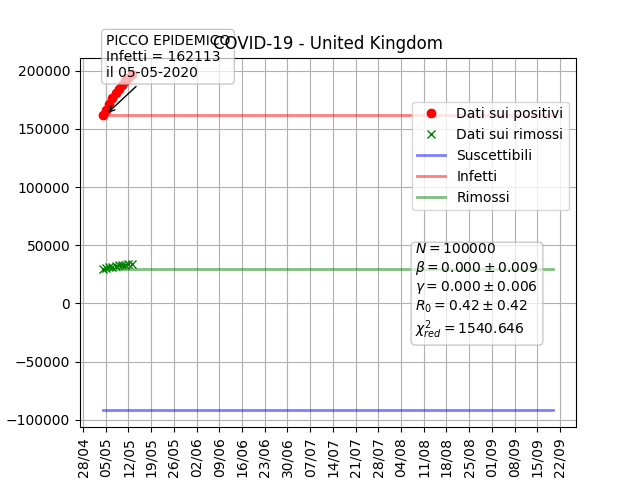 COVID-19 - United Kingdom
PICCO EPIDEMICO
Infetti = 162113
il 05-05-2020
200000
150000
100000
50000
0
−50000
−100000
Dati sui positivi
Dati sui rimossi
Suscettibili
Infetti
Rimossi
N = 100000
β = 0.000 ± 0.009
γ = 0.000 ± 0.006
R₀ = 0.42 ± 0.42
χ²red = 1540.646
28/04
05/05
12/05
19/05
26/05
02/06
09/06
16/06
23/06
30/06
07/07
14/07
21/07
28/07
04/08
11/08
18/08
25/08
01/09
08/09
15/09
22/09